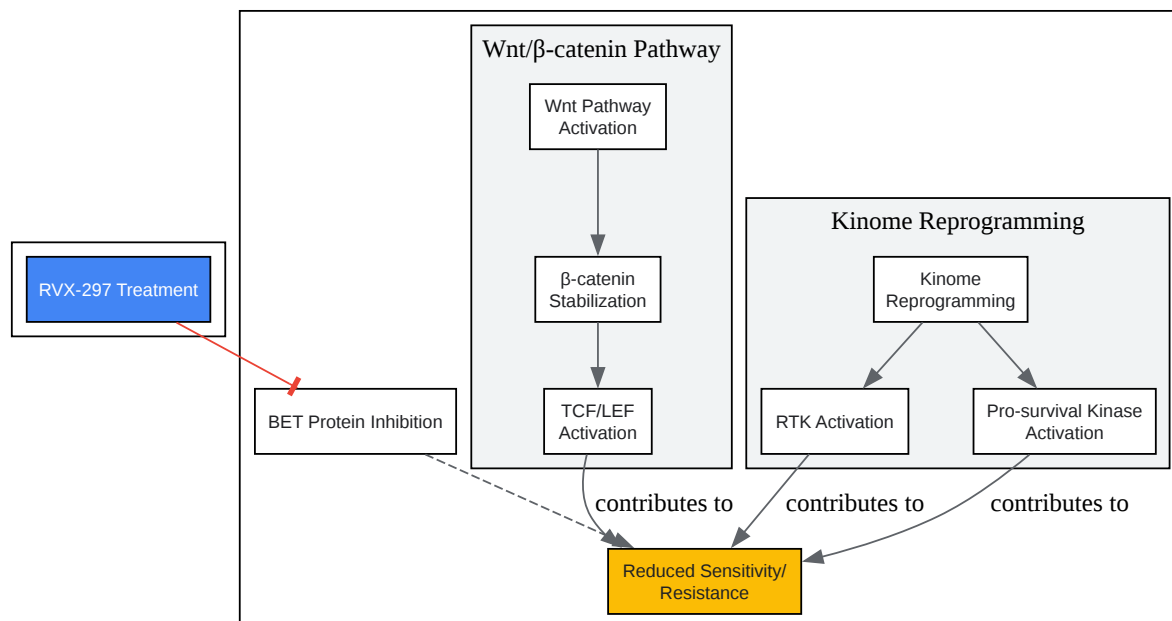 Wnt/β-catenin Pathway
Wnt Pathway
Activation
Kinome Reprogramming
RVX-297 Treatment
β-catenin
Stabilization
Kinome
Reprogramming
BET Protein Inhibition
TCF/LEF
Activation
RTK Activation
Pro-survival Kinase
Activation
contributes to
contributes to
contributes to
Reduced Sensitivity/
Resistance